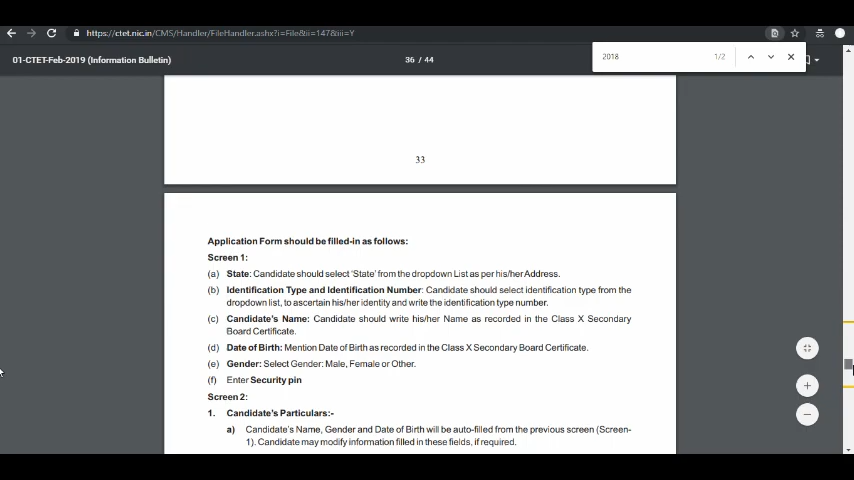 https://ctet.nic.in/CMS/Handler/FileHandler.ashx?i=File&ii=147&iii=Y
2018 1/2
01-CTET-Feb-2019 (Information Bulletin) 36 / 44
33
Application Form should be filled-in as follows:
Screen 1:
(a) State: Candidate should select 'State' from the dropdown List as per his/her Address.
(b) Identification Type and Identification Number: Candidate should select identification type from the
dropdown list, to ascertain his/her identity and write the identification type number.
(c) Candidate's Name: Candidate should write his/her Name as recorded in the Class X Secondary
Board Certificate.
(d) Date of Birth: Mention Date of Birth as recorded in the Class X Secondary Board Certificate.
(e) Gender: Select Gender: Male, Female or Other.
(f) Enter Security pin
Screen 2:
1. Candidate's Particulars:-
a) Candidate's Name, Gender and Date of Birth will be auto-filled from the previous screen (Screen-
1). Candidate may modify information filled in these fields, if required.